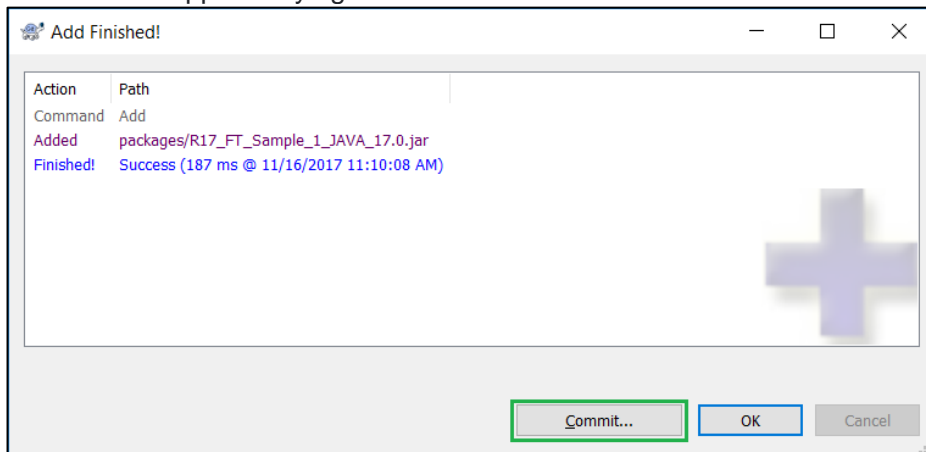 Add Finished!
Action Path
Command Add
Added packages/R17_FT_Sample_1_JAVA_17.0.jar
Finished! Success (187 ms @ 11/16/2017 11:10:08 AM)
Commit... OK Cancel